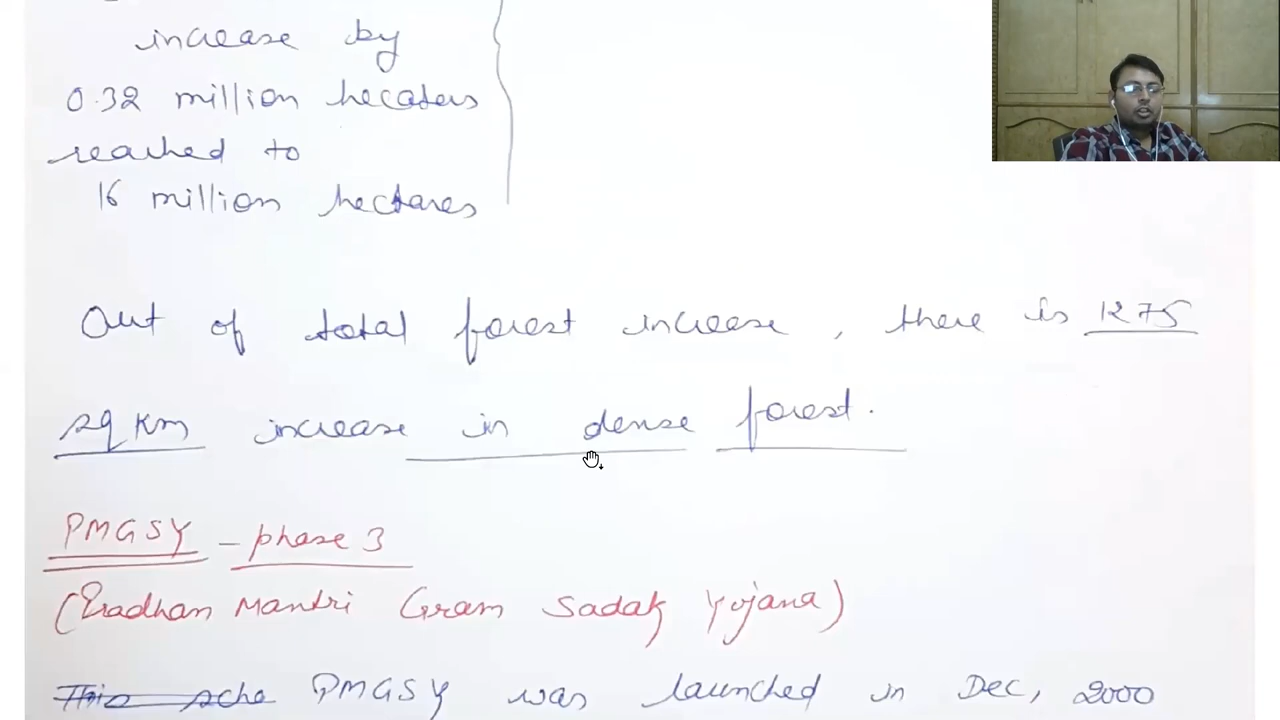 increase by
0.32 million hecaters
reached to
16 million hectares
Out of total forest increase, there is 1275
sq km increase in dense forest.
PMGSY - phase 3
(Pradhan Mantri Gram Sadak Yojana)
This sche PMGSY was launched in Dec, 2000